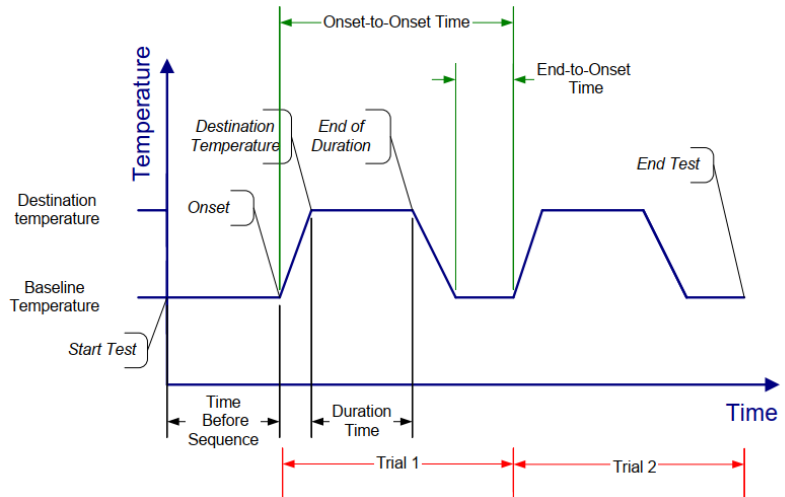 Onset-to-Onset Time
End-to-Onset
Time
Temperature
Destination
Temperature
End of
Duration
End Test
Destination
temperature
Onset
Baseline
Temperature
Start Test
Time
Time
Before
Sequence
Duration
Time
Trial 1
Trial 2